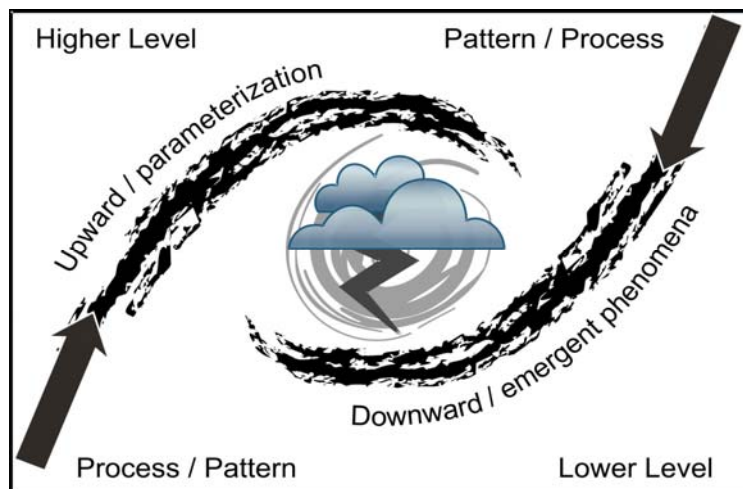 Higher Level
Pattern / Process
Upward / parameterization
Downward / emergent phenomena
Process / Pattern
Lower Level